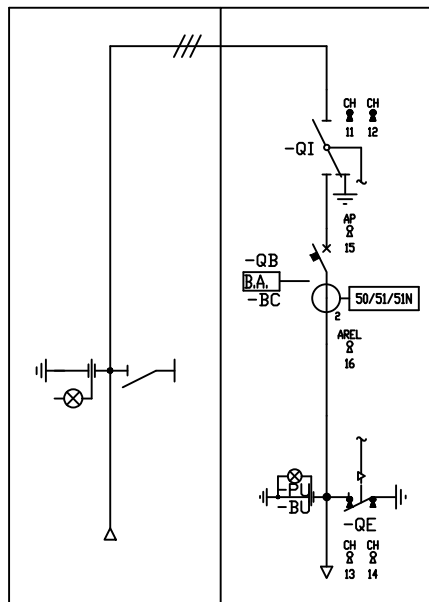 CH CH
11 12
-QI
AP
15
-QB
B.A.
-BC
50/51/51N
2
AREL
16
-PU
-BU
-QE
CH CH
13 14